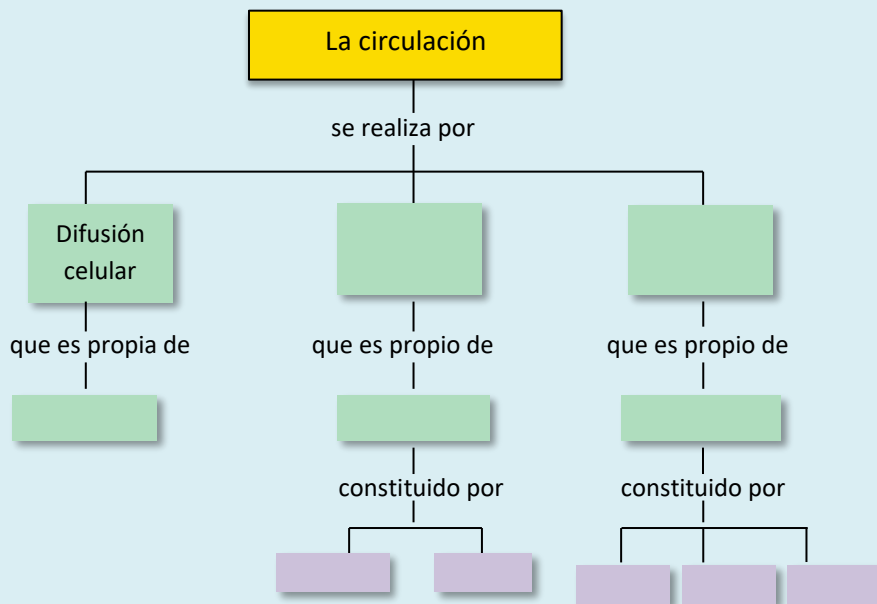 La circulación
se realiza por
Difusión
celular
que es propia de
que es propio de
que es propio de
constituido por
constituido por